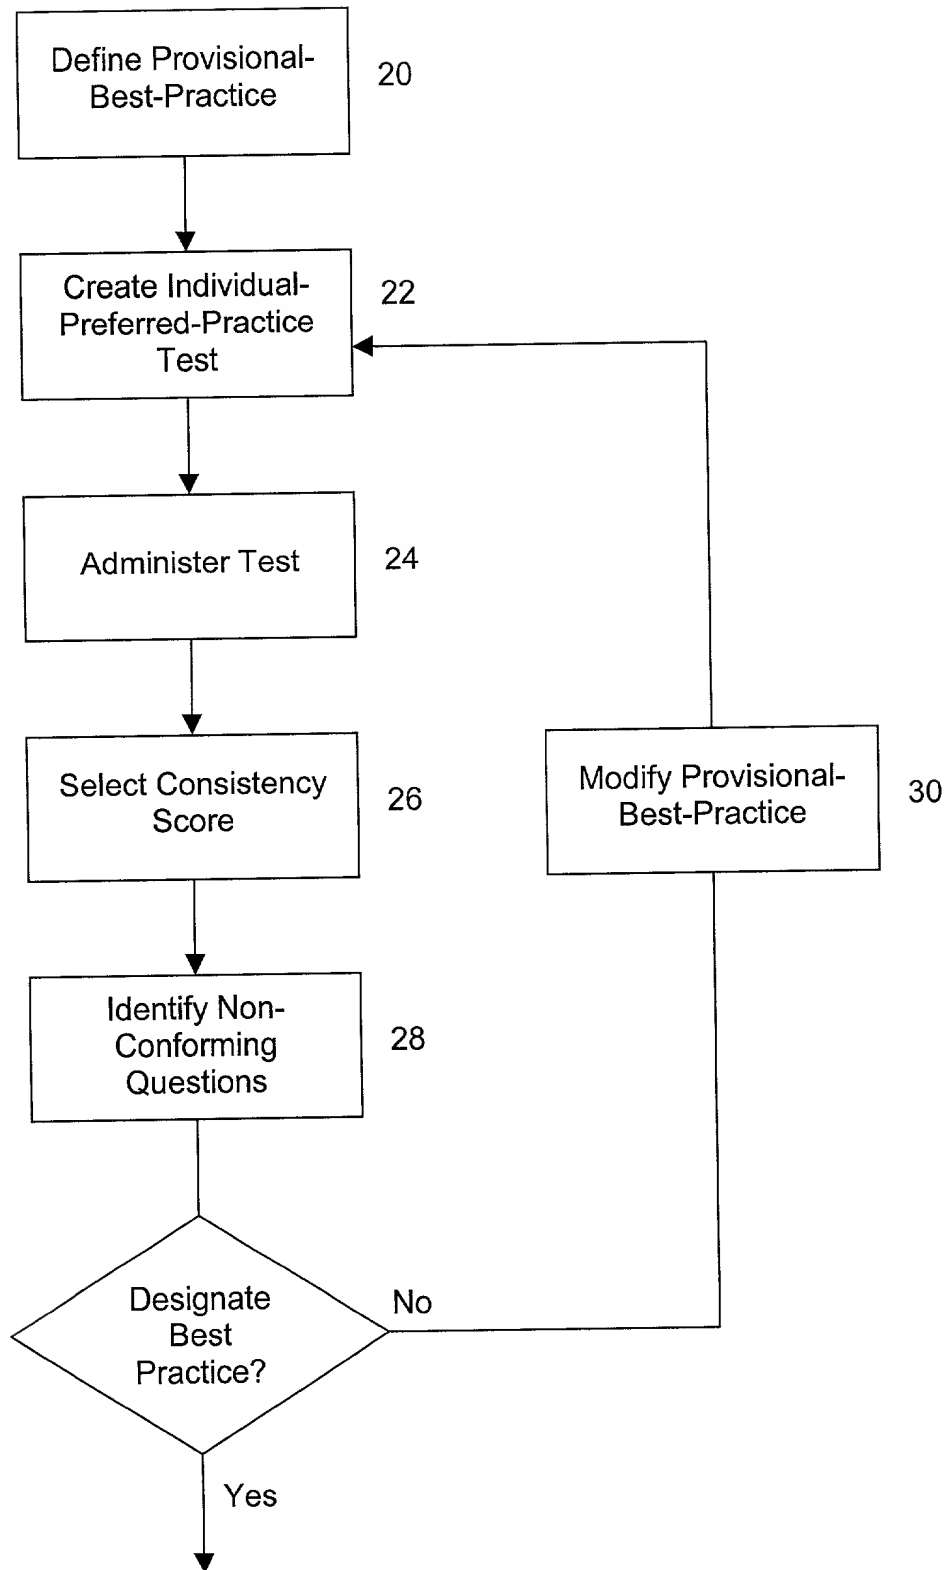 Define Provisional-
Best-Practice
20
Create Individual-
Preferred-Practice
Test
22
Administer Test
24
Select Consistency
Score
26
Modify Provisional-
Best-Practice
30
Identify Non-
Conforming
Questions
28
Designate
Best
Practice?
No
Yes